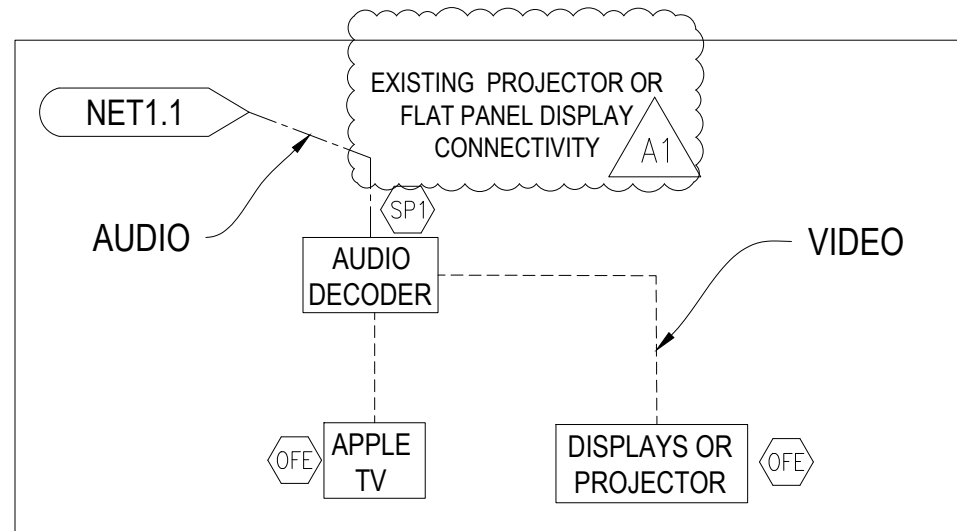 EXISTING PROJECTOR OR
FLAT PANEL DISPLAY
CONNECTIVITY
A1
NET1.1
SP1
AUDIO
VIDEO
AUDIO
DECODER
OFE
APPLE
TV
DISPLAYS OR
PROJECTOR
OFE